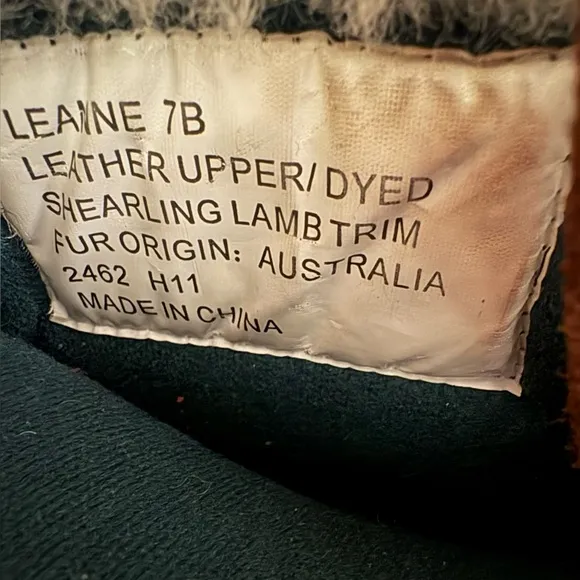 LEANNE 7B
LEATHER UPPER/DYED
SHEARLING LAMB TRIM
FUR ORIGIN: AUSTRALIA
2462 H11
MADE IN CHINA